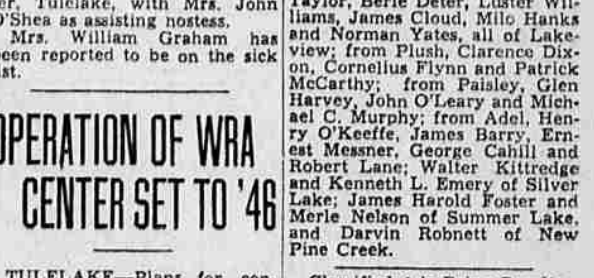 Tulelake, with Mrs. John
O'Shea as assisting hostess.
Mrs. William Graham has
been reported to be on the sick
list.
OPERATION OF WRA
CENTER SET TO '46
TULELAKE—Plans for con-
Taylor, Berle Deter, Luster Wil-
liams, James Cloud, Milo Hanks
and Norman Yates, all of Lake-
view; from Plush, Clarence Dix-
on, Cornelius Flynn and Patrick
McCarthy; from Paisley, Glen
Harvey, John O'Leary and Mich-
ael C. Murphy; from Adel, Hen-
ry O'Keeffe, James Barry, Ern-
est Messner, George Cahill and
Robert Lane; Walter Kittredge
and Kenneth L. Emery of Silver
Lake; James Harold Foster and
Merle Nelson of Summer Lake,
and Darvin Robnett of New
Pine Creek.